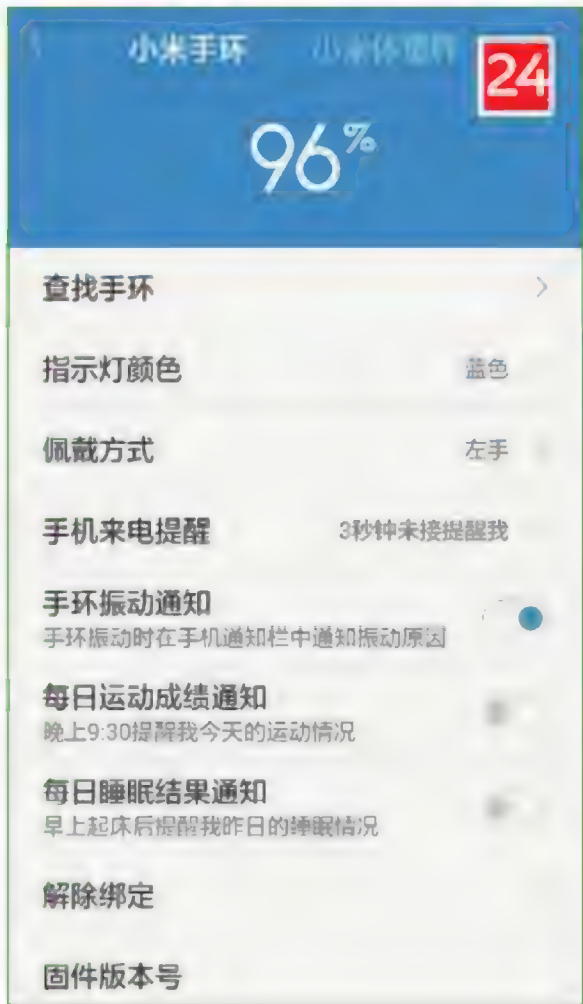 小米手环 小米体重秤
24
96%
查找手环
指示灯颜色 蓝色
佩戴方式 左手
手机来电提醒 3秒钟未接提醒我
手环振动通知
手环振动时在手机通知栏中通知振动原因
每日运动成绩通知
晚上9:30提醒我今天的运动情况
每日睡眠结果通知
早上起床后提醒我昨日的睡眠情况
解除绑定
固件版本号